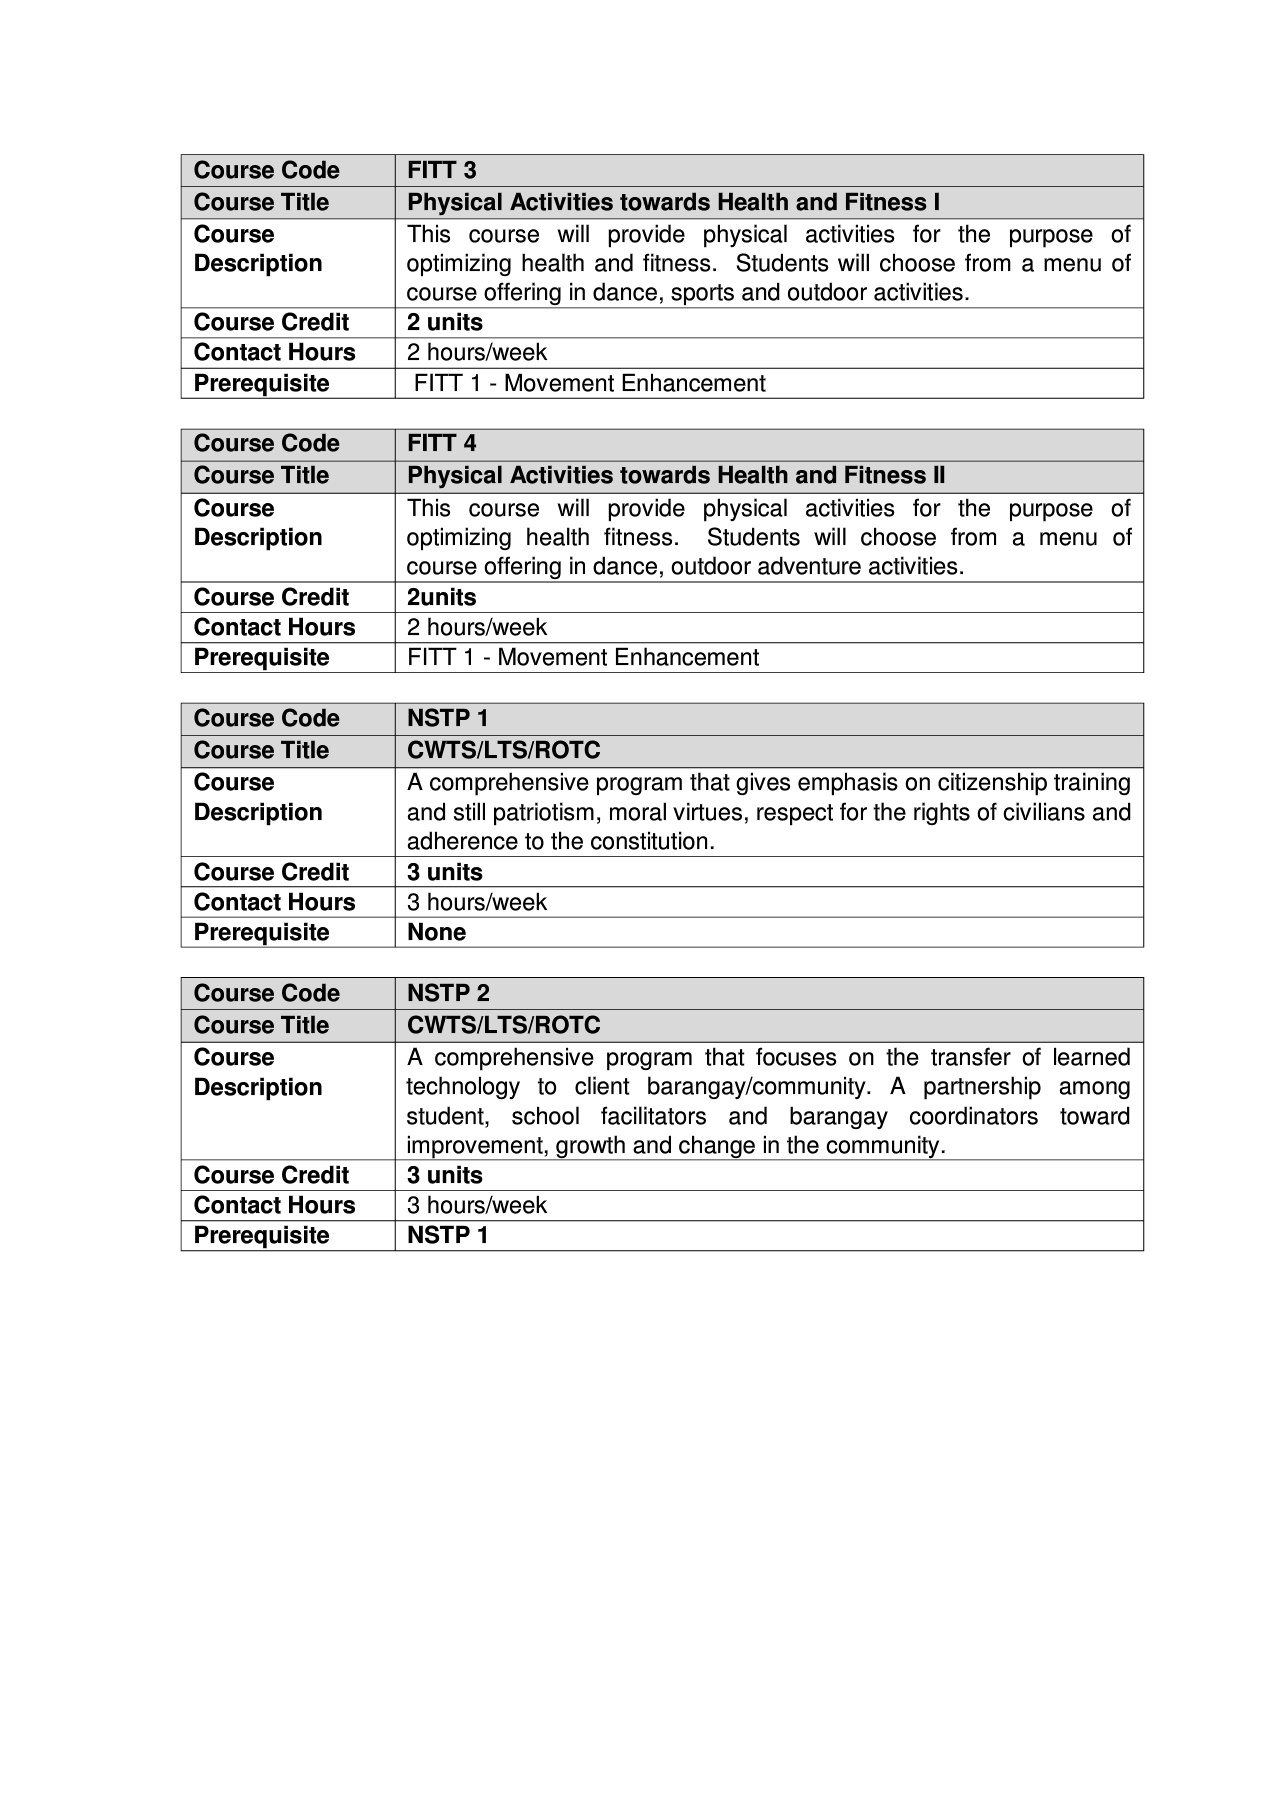 Course Code FITT 3
Course Title Physical Activities towards Health and Fitness I
Course This course will provide physical activities for the purpose of
Description optimizing health and fitness.  Students will choose from a menu of
course offering in dance, sports and outdoor activities.
Course Credit 2 units
Contact Hours 2 hours/week
Prerequisite FITT 1 - Movement Enhancement
Course Code FITT 4
Course Title Physical Activities towards Health and Fitness II
Course This course will provide physical activities for the purpose of
Description optimizing health fitness.  Students will choose from a menu of
course offering in dance, outdoor adventure activities.
Course Credit 2units
Contact Hours 2 hours/week
Prerequisite FITT 1 - Movement Enhancement
Course Code NSTP 1
Course Title CWTS/LTS/ROTC
Course A comprehensive program that gives emphasis on citizenship training
Description and still patriotism, moral virtues, respect for the rights of civilians and
adherence to the constitution.
Course Credit 3 units
Contact Hours 3 hours/week
Prerequisite None
Course Code NSTP 2
Course Title CWTS/LTS/ROTC
Course A comprehensive program that focuses on the transfer of learned
Description technology to client barangay/community. A partnership among
student, school facilitators and barangay coordinators toward
improvement, growth and change in the community.
Course Credit 3 units
Contact Hours 3 hours/week
Prerequisite NSTP 1